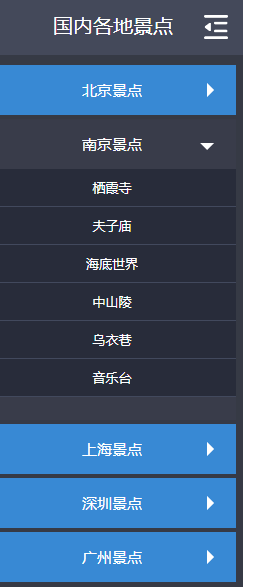 国内各地景点
北京景点
南京景点
栖霞寺
夫子庙
海底世界
中山陵
乌衣巷
音乐台
上海景点
深圳景点
广州景点